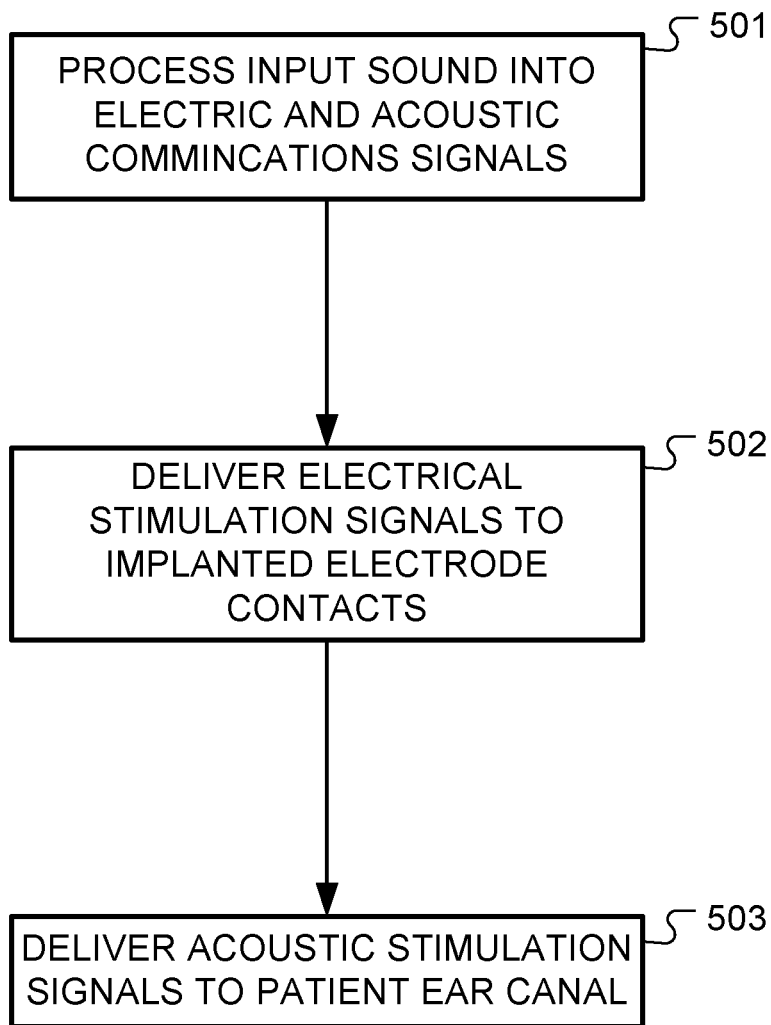 501
PROCESS INPUT SOUND INTO
ELECTRIC AND ACOUSTIC
COMMINCATIONS SIGNALS
502
DELIVER ELECTRICAL
STIMULATION SIGNALS TO
IMPLANTED ELECTRODE
CONTACTS
503
DELIVER ACOUSTIC STIMULATION
SIGNALS TO PATIENT EAR CANAL